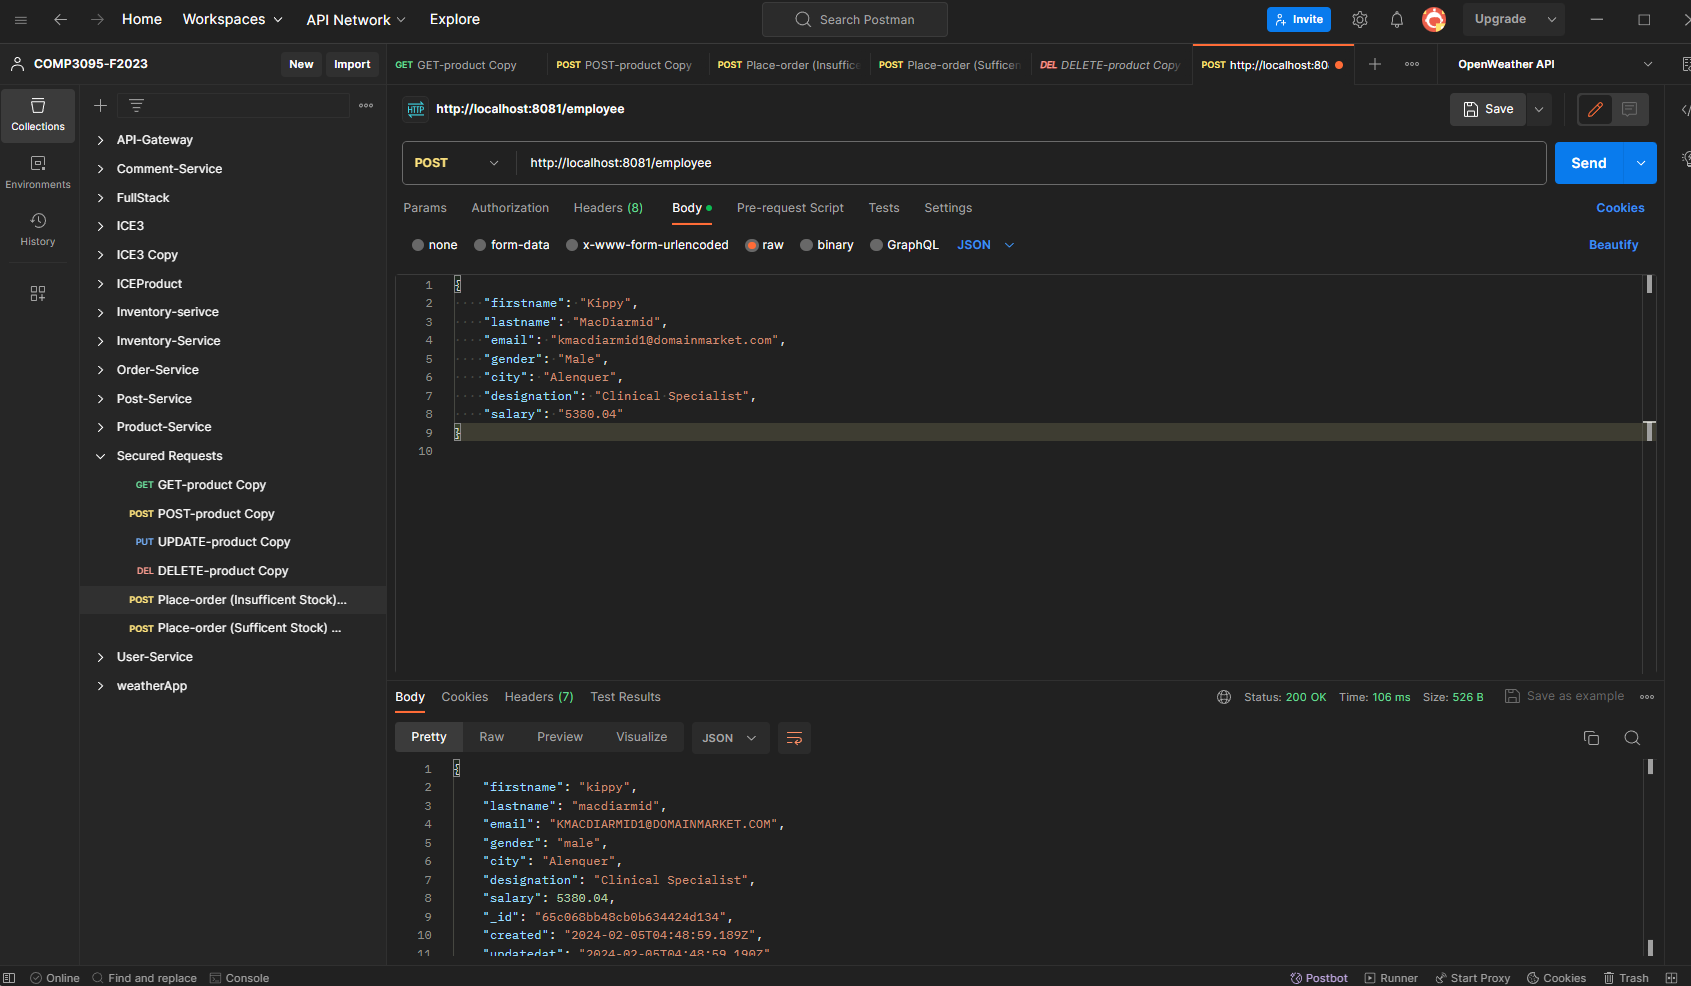 Home Workspaces API Network Explore Search Postman Invite Upgrade
COMP3095-F2023 New Import GET GET-product Copy POST POST-product Copy POST Place-order (Insuffice POST Place-order (Sufficen DEL DELETE-product Copy POST http://localhost:80 OpenWeather API
Collections
Environments
History
API-Gateway
Comment-Service
FullStack
ICE3
ICE3 Copy
ICEProduct
Inventory-serivce
Inventory-Service
Order-Service
Post-Service
Product-Service
Secured Requests
GET GET-product Copy
POST POST-product Copy
PUT UPDATE-product Copy
DEL DELETE-product Copy
POST Place-order (Insufficent Stock)...
POST Place-order (Sufficent Stock) ...
User-Service
weatherApp
HTTP http://localhost:8081/employee Save
POST http://localhost:8081/employee Send
Params Authorization Headers (8) Body Pre-request Script Tests Settings Cookies
none form-data x-www-form-urlencoded raw binary GraphQL JSON Beautify
1 {
2 "firstname": "Kippy",
3 "lastname": "MacDiarmid",
4 "email": "kmacdiarmid1@domainmarket.com",
5 "gender": "Male",
6 "city": "Alenquer",
7 "designation": "Clinical Specialist",
8 "salary": "5380.04"
9 }
10
Body Cookies Headers (7) Test Results Status: 200 OK Time: 106 ms Size: 526 B Save as example
Pretty Raw Preview Visualize JSON
1 {
2 "firstname": "kippy",
3 "lastname": "macdiarmid",
4 "email": "KMACDIARMID1@DOMAINMARKET.COM",
5 "gender": "male",
6 "city": "Alenquer",
7 "designation": "Clinical Specialist",
8 "salary": 5380.04,
9 "_id": "65c068bb48cb0b634424d134",
10 "created": "2024-02-05T04:48:59.189Z",
11 "updatedat": "2024-02-05T04:48:59.190Z"
Online Find and replace Console Postbot Runner Start Proxy Cookies Trash